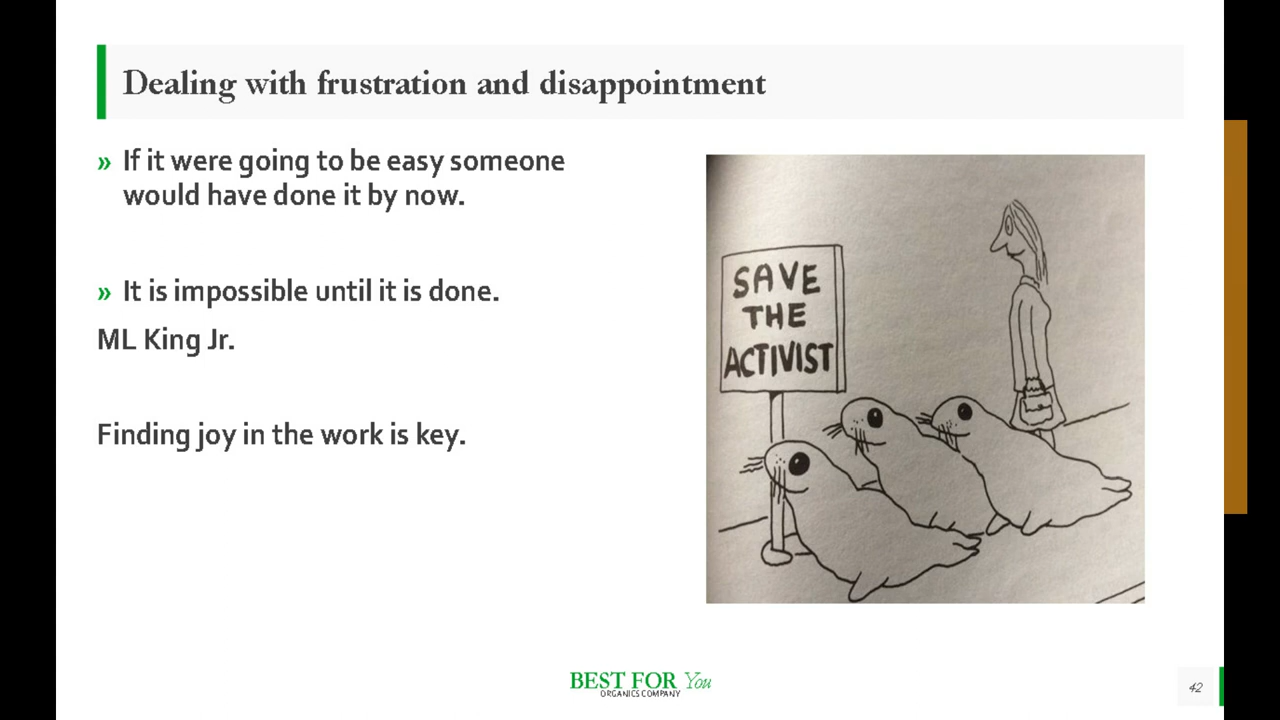 Dealing with frustration and disappointment
» If it were going to be easy someone
would have done it by now.
» It is impossible until it is done.
ML King Jr.
Finding joy in the work is key.
SAVE
THE
ACTIVIST
BEST FOR You
ORGANICS COMPANY
42